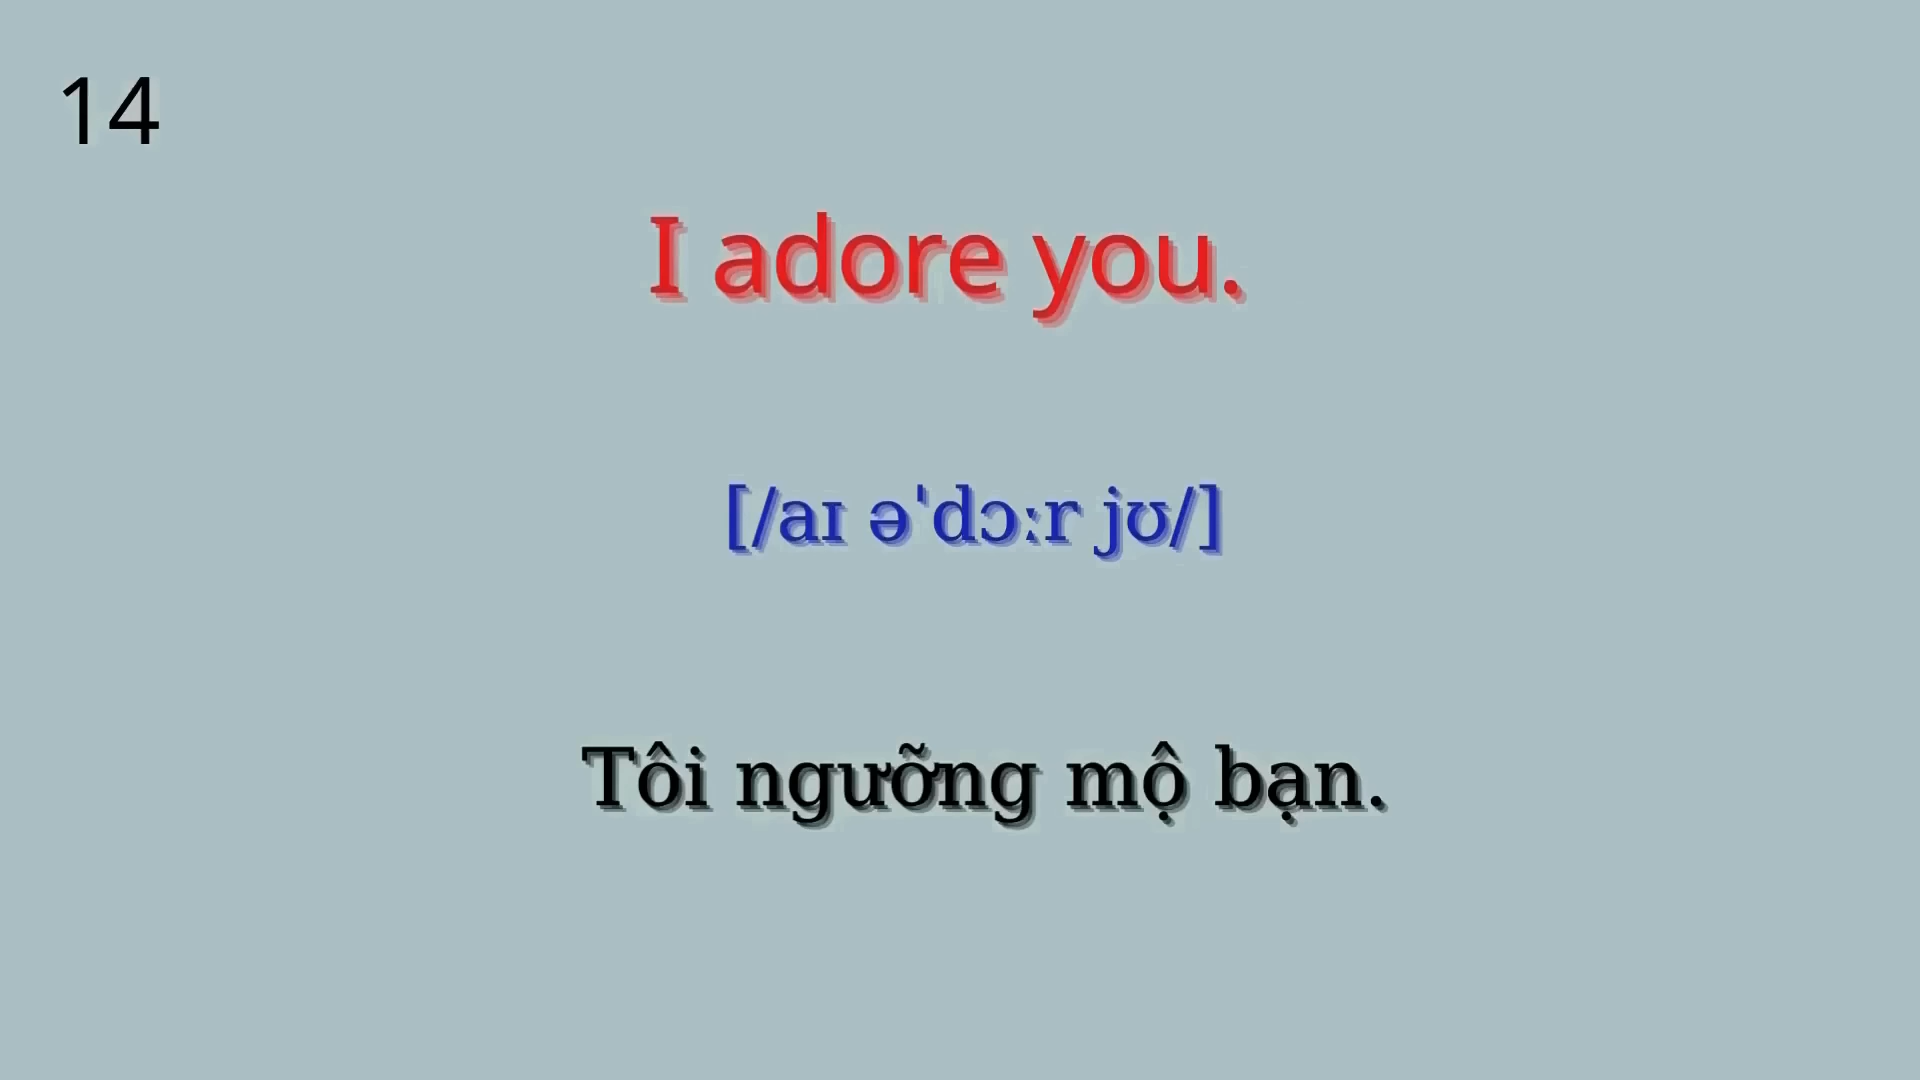 14
I adore you.
[/aɪ əˈdɔːr jʊ/]
Tôi ngưỡng mộ bạn.